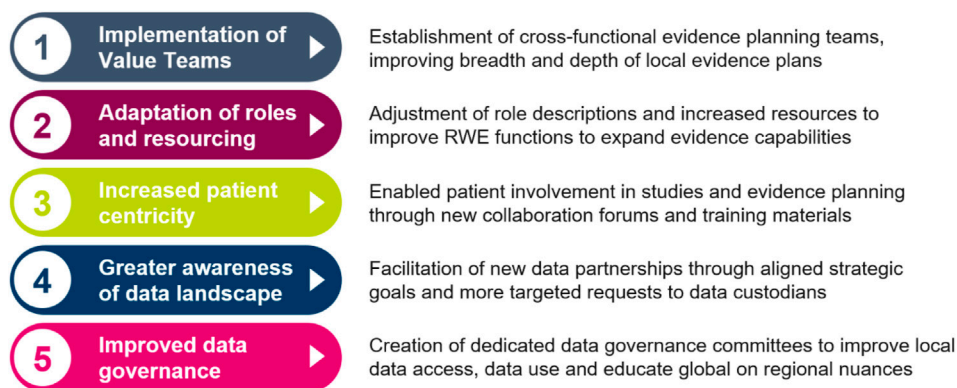 1
Implementation of
Value Teams
Establishment of cross-functional evidence planning teams,
improving breadth and depth of local evidence plans
2
Adaptation of roles
and resourcing
Adjustment of role descriptions and increased resources to
improve RWE functions to expand evidence capabilities
3
Increased patient
centricity
Enabled patient involvement in studies and evidence planning
through new collaboration forums and training materials
4
Greater awareness
of data landscape
Facilitation of new data partnerships through aligned strategic
goals and more targeted requests to data custodians
5
Improved data
governance
Creation of dedicated data governance committees to improve local
data access, data use and educate global on regional nuances